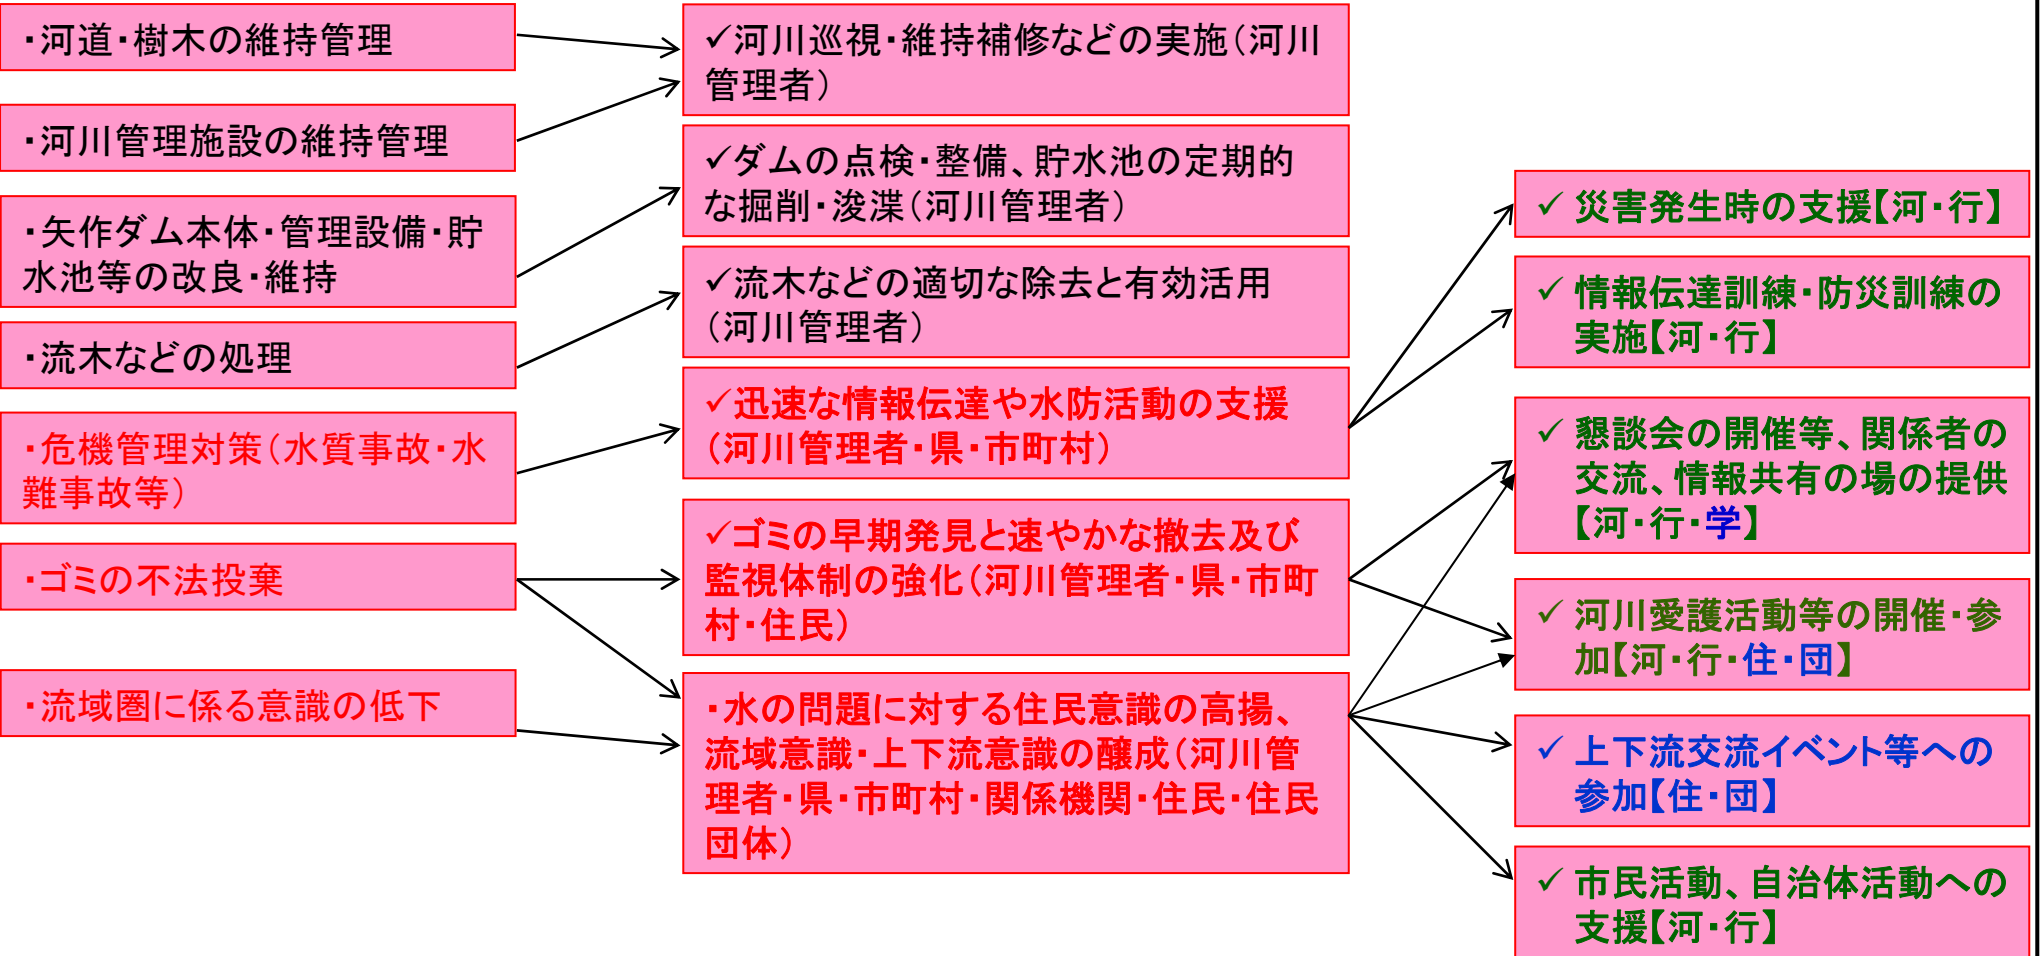 ・河道・樹木の維持管理
・河川管理施設の維持管理
・矢作ダム本体・管理設備・貯
水池等の改良・維持
・流木などの処理
・危機管理対策（水質事故・水
難事故等）
・ゴミの不法投棄
・流域圏に係る意識の低下
✓河川巡視・維持補修などの実施（河川
管理者）
✓ダムの点検・整備、貯水池の定期的
な掘削・浚渫（河川管理者）
✓流木などの適切な除去と有効活用
（河川管理者）
✓迅速な情報伝達や水防活動の支援
（河川管理者・県・市町村）
✓ゴミの早期発見と速やかな撤去及び
監視体制の強化（河川管理者・県・市町
村・住民）
・水の問題に対する住民意識の高揚、
流域意識・上下流意識の醸成（河川管
理者・県・市町村・関係機関・住民・住民
団体）
✓ 災害発生時の支援【河・行】
✓ 情報伝達訓練・防災訓練の
実施【河・行】
✓ 懇談会の開催等、関係者の
交流、情報共有の場の提供
【河・行・学】
✓ 河川愛護活動等の開催・参
加【河・行・住・団】
✓ 上下流交流イベント等への
参加【住・団】
✓ 市民活動、自治体活動への
支援【河・行】